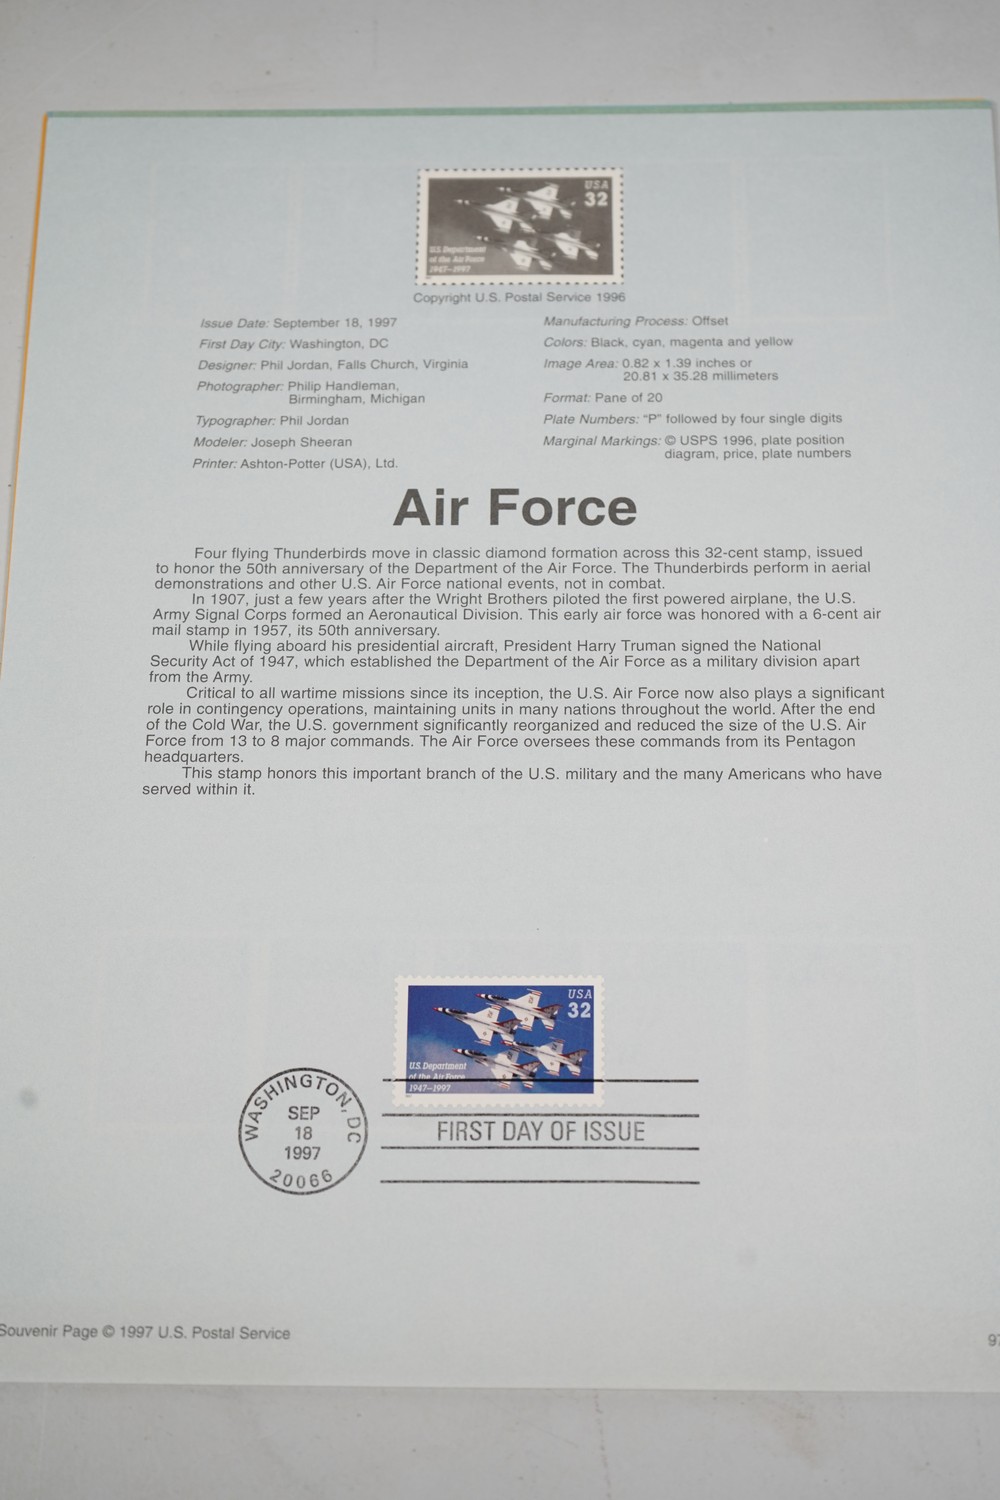 USA
32
U.S. Department
of the Air Force
1947–1997
Copyright U.S. Postal Service 1996
Issue Date: September 18, 1997
First Day City: Washington, DC
Designer: Phil Jordan, Falls Church, Virginia
Photographer: Philip Handleman,
Birmingham, Michigan
Typographer: Phil Jordan
Modeler: Joseph Sheeran
Printer: Ashton-Potter (USA), Ltd.
Manufacturing Process: Offset
Colors: Black, cyan, magenta and yellow
Image Area: 0.82 x 1.39 inches or
20.81 x 35.28 millimeters
Format: Pane of 20
Plate Numbers: "P" followed by four single digits
Marginal Markings: © USPS 1996, plate position
diagram, price, plate numbers
Air Force
Four flying Thunderbirds move in classic diamond formation across this 32-cent stamp, issued
to honor the 50th anniversary of the Department of the Air Force. The Thunderbirds perform in aerial
demonstrations and other U.S. Air Force national events, not in combat.
In 1907, just a few years after the Wright Brothers piloted the first powered airplane, the U.S.
Army Signal Corps formed an Aeronautical Division. This early air force was honored with a 6-cent air
mail stamp in 1957, its 50th anniversary.
While flying aboard his presidential aircraft, President Harry Truman signed the National
Security Act of 1947, which established the Department of the Air Force as a military division apart
from the Army.
Critical to all wartime missions since its inception, the U.S. Air Force now also plays a significant
role in contingency operations, maintaining units in many nations throughout the world. After the end
of the Cold War, the U.S. government significantly reorganized and reduced the size of the U.S. Air
Force from 13 to 8 major commands. The Air Force oversees these commands from its Pentagon
headquarters.
This stamp honors this important branch of the U.S. military and the many Americans who have
served within it.
USA
32
U.S. Department
of the Air Force
1947–1997
WASHINGTON, DC
SEP
18
1997
20066
FIRST DAY OF ISSUE
Souvenir Page © 1997 U.S. Postal Service